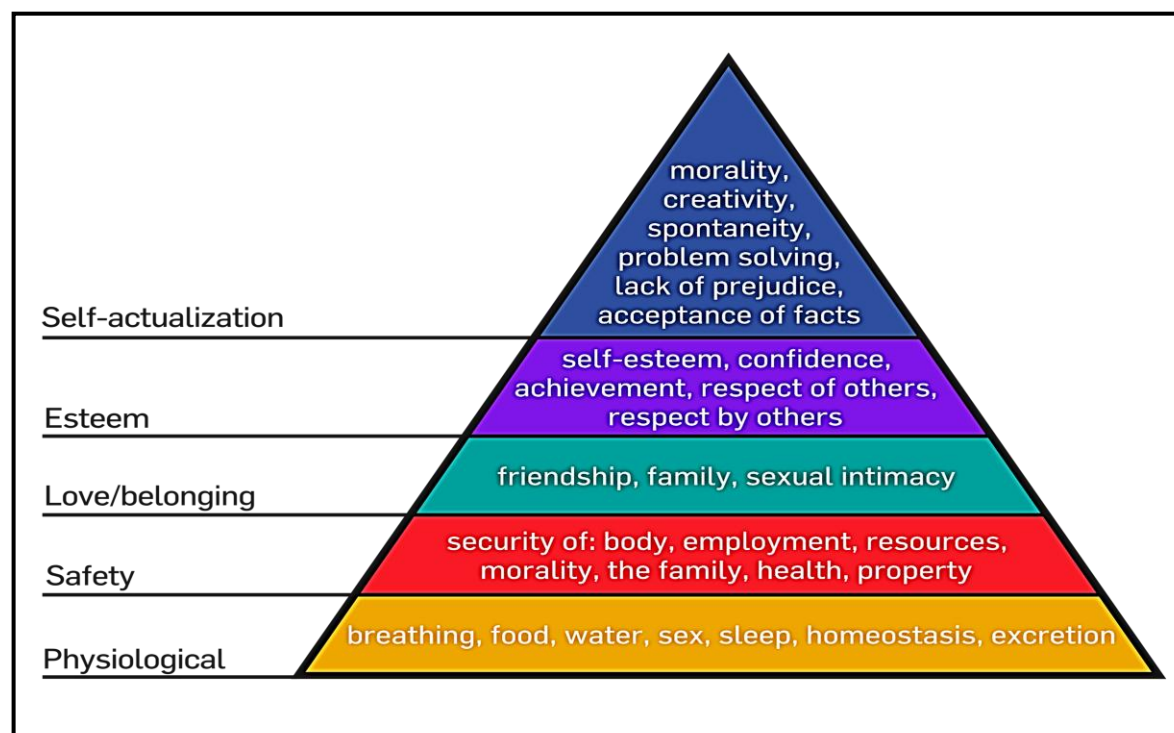 morality,
creativity,
spontaneity,
problem solving,
lack of prejudice,
acceptance of facts
Self-actualization
self-esteem, confidence,
achievement, respect of others,
respect by others
Esteem
friendship, family, sexual intimacy
Love/belonging
security of: body, employment, resources,
morality, the family, health, property
Safety
breathing, food, water, sex, sleep, homeostasis, excretion
Physiological